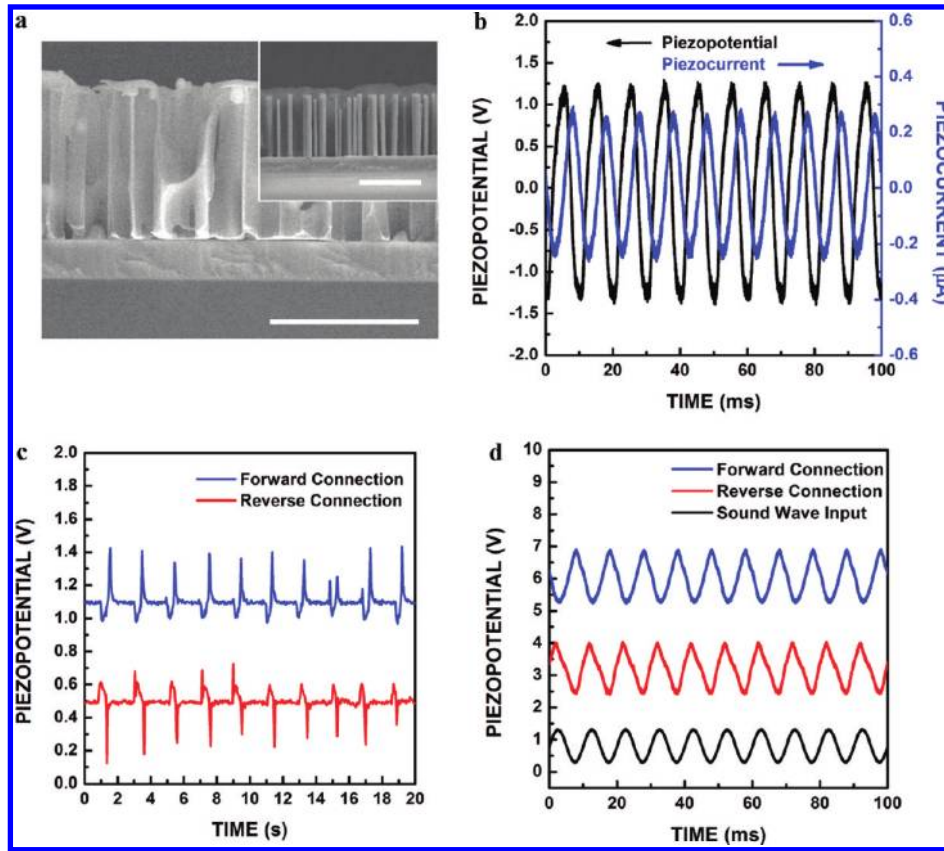 a
b
Piezopotential
Piezocurrent
PIEZOPOTENTIAL (V)
2.0
1.5
1.0
0.5
0.0
-0.5
-1.0
-1.5
-2.0
0.6
0.4
0.2
0.0
-0.2
-0.4
-0.6
PIEZOCURRENT (μA)
0 20 40 60 80 100
TIME (ms)
c
Forward Connection
Reverse Connection
PIEZOPOTENTIAL (V)
2.0
1.8
1.6
1.4
1.2
1.0
0.8
0.6
0.4
0.2
0.0
0 2 4 6 8 10 12 14 16 18 20
TIME (s)
d
Forward Connection
Reverse Connection
Sound Wave Input
PIEZOPOTENTIAL (V)
10
9
8
7
6
5
4
3
2
1
0
0 20 40 60 80 100
TIME (ms)